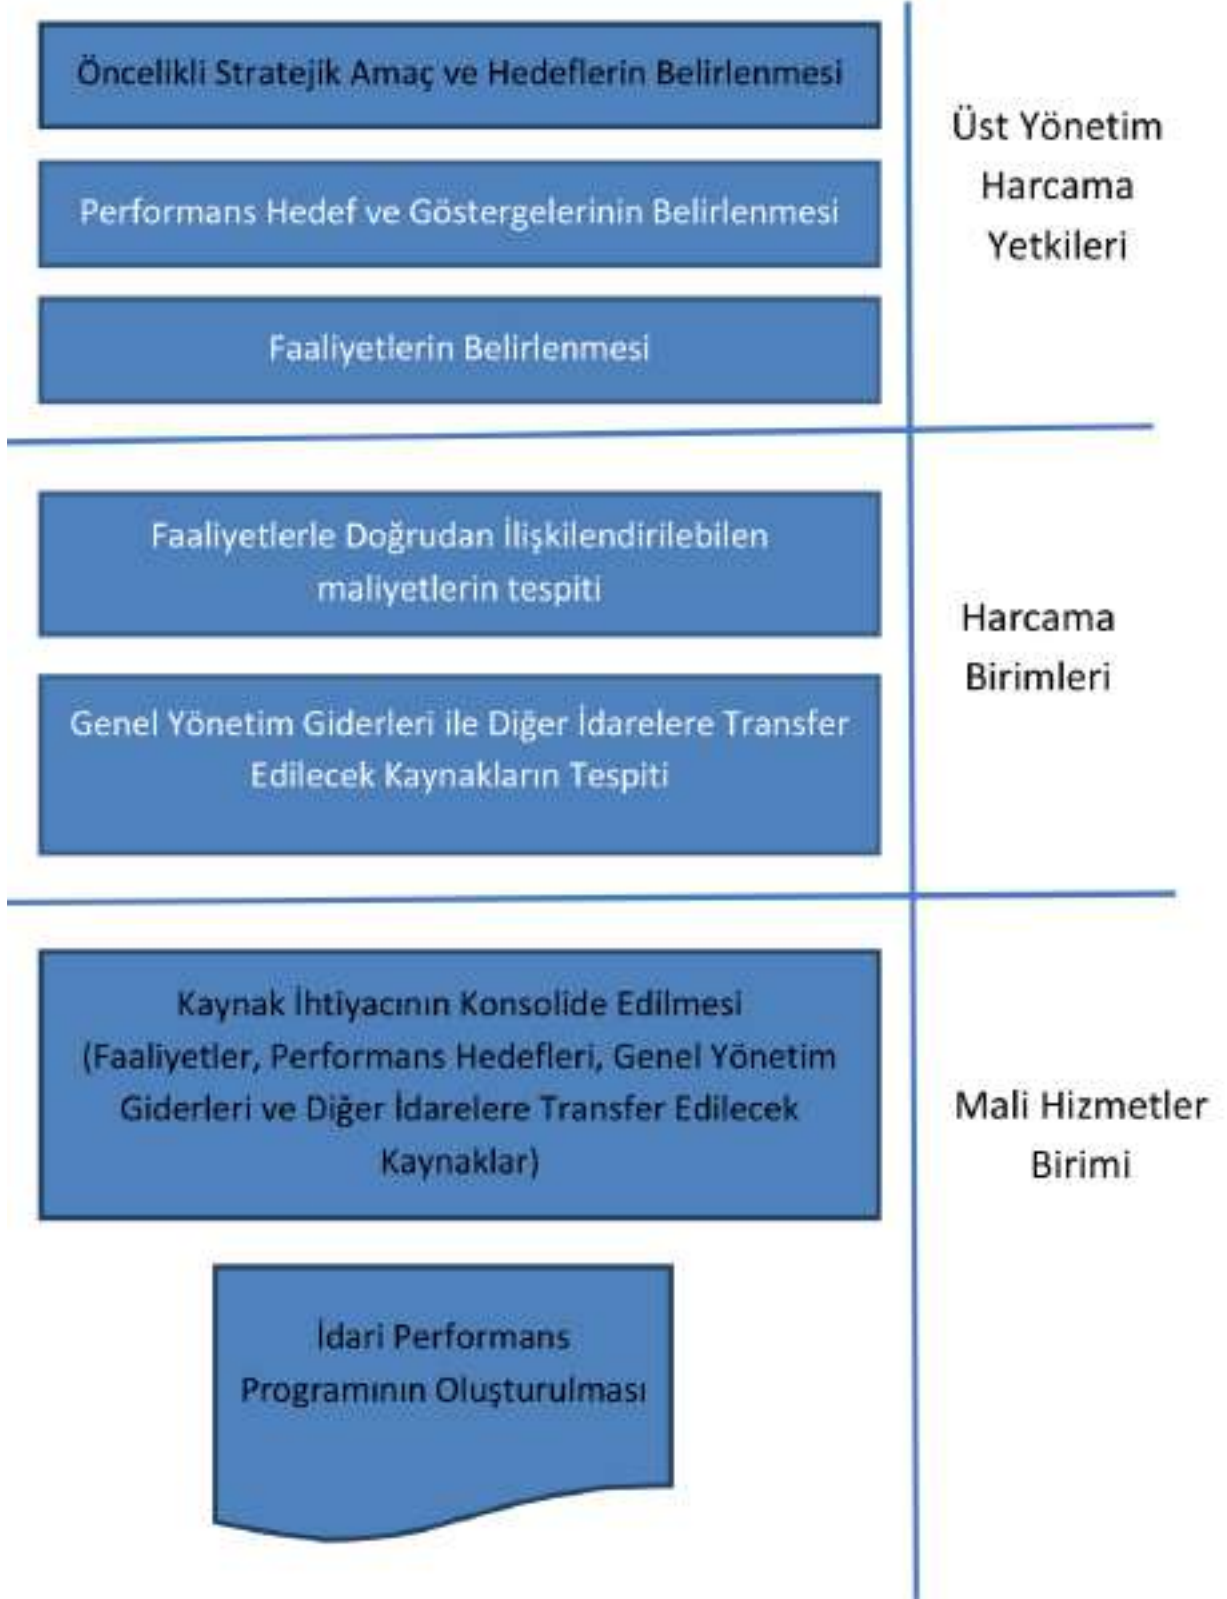 Öncelikli Stratejik Amaç ve Hedeflerin Belirlenmesi
Performans Hedef ve Göstergelerinin Belirlenmesi
Faaliyetlerin Belirlenmesi
Üst Yönetim
Harcama
Yetkileri
Faaliyetlerle Doğrudan İlişkilendirilebilen
maliyetlerin tespiti
Genel Yönetim Giderleri ile Diğer İdarelere Transfer
Edilecek Kaynakların Tespiti
Harcama
Birimleri
Kaynak İhtiyacının Konsolide Edilmesi
(Faaliyetler, Performans Hedefleri, Genel Yönetim
Giderleri ve Diğer İdarelere Transfer Edilecek
Kaynaklar)
Mali Hizmetler
Birimi
İdari Performans
Programının Oluşturulması